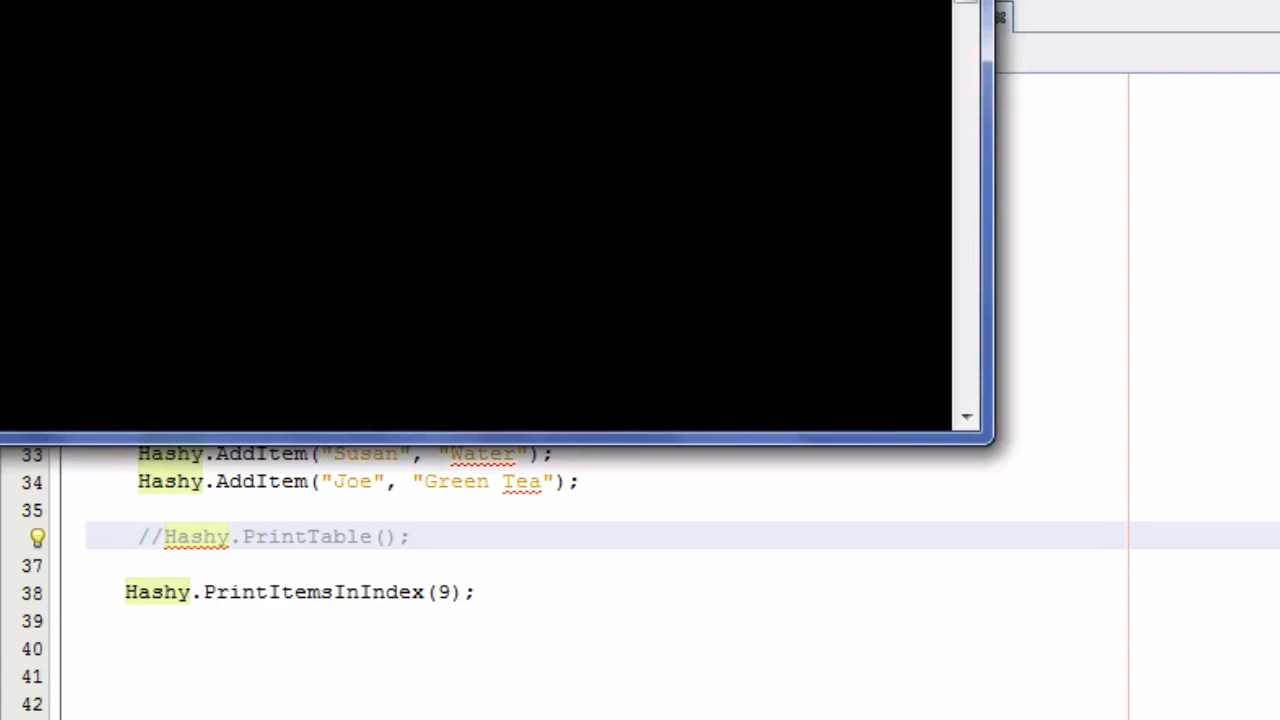 33 Hashy.AddItem("Susan", "Water");
34 Hashy.AddItem("Joe", "Green Tea");
35
//Hashy.PrintTable();
37
38 Hashy.PrintItemsInIndex(9);
39
40
41
42